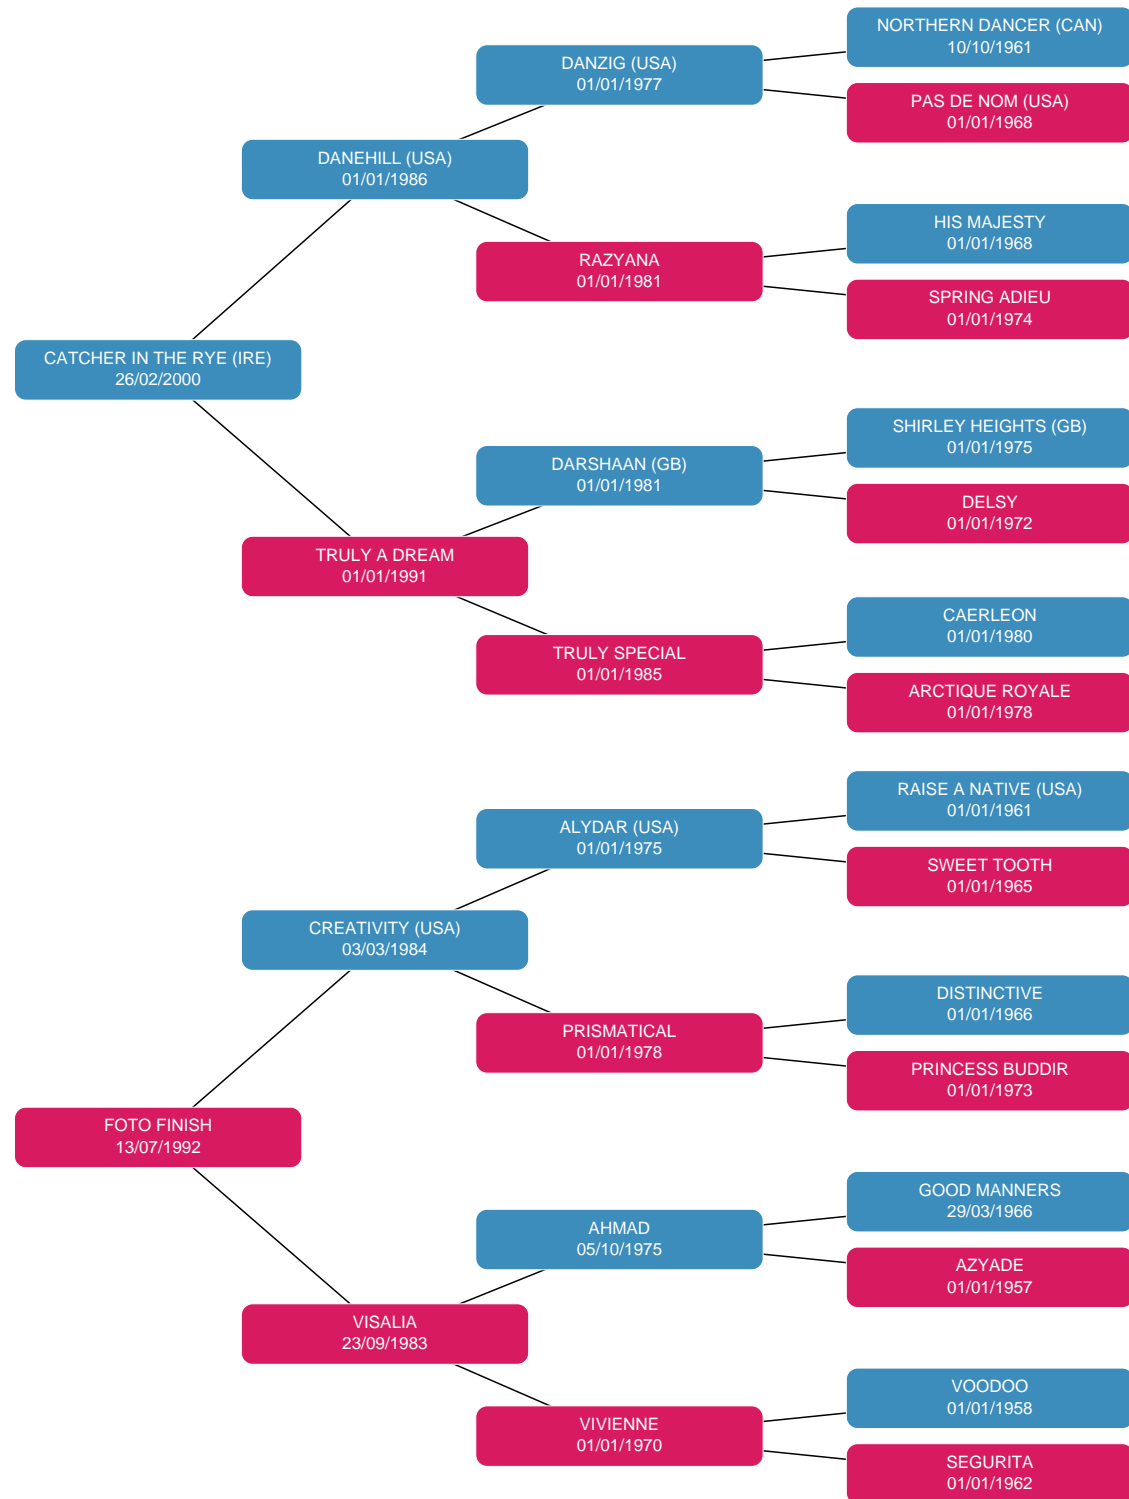 NORTHERN DANCER (CAN)
10/10/1961
DANZIG (USA)
01/01/1977
PAS DE NOM (USA)
01/01/1968
DANEHILL (USA)
01/01/1986
HIS MAJESTY
01/01/1968
RAZYANA
01/01/1981
SPRING ADIEU
01/01/1974
CATCHER IN THE RYE (IRE)
26/02/2000
SHIRLEY HEIGHTS (GB)
01/01/1975
DARSHAAN (GB)
01/01/1981
DELSY
01/01/1972
TRULY A DREAM
01/01/1991
CAERLEON
01/01/1980
TRULY SPECIAL
01/01/1985
ARCTIQUE ROYALE
01/01/1978
RAISE A NATIVE (USA)
01/01/1961
ALYDAR (USA)
01/01/1975
SWEET TOOTH
01/01/1965
CREATIVITY (USA)
03/03/1984
DISTINCTIVE
01/01/1966
PRISMATICAL
01/01/1978
PRINCESS BUDDIR
01/01/1973
FOTO FINISH
13/07/1992
GOOD MANNERS
29/03/1966
AHMAD
05/10/1975
AZYADE
01/01/1957
VISALIA
23/09/1983
VOODOO
01/01/1958
VIVIENNE
01/01/1970
SEGURITA
01/01/1962